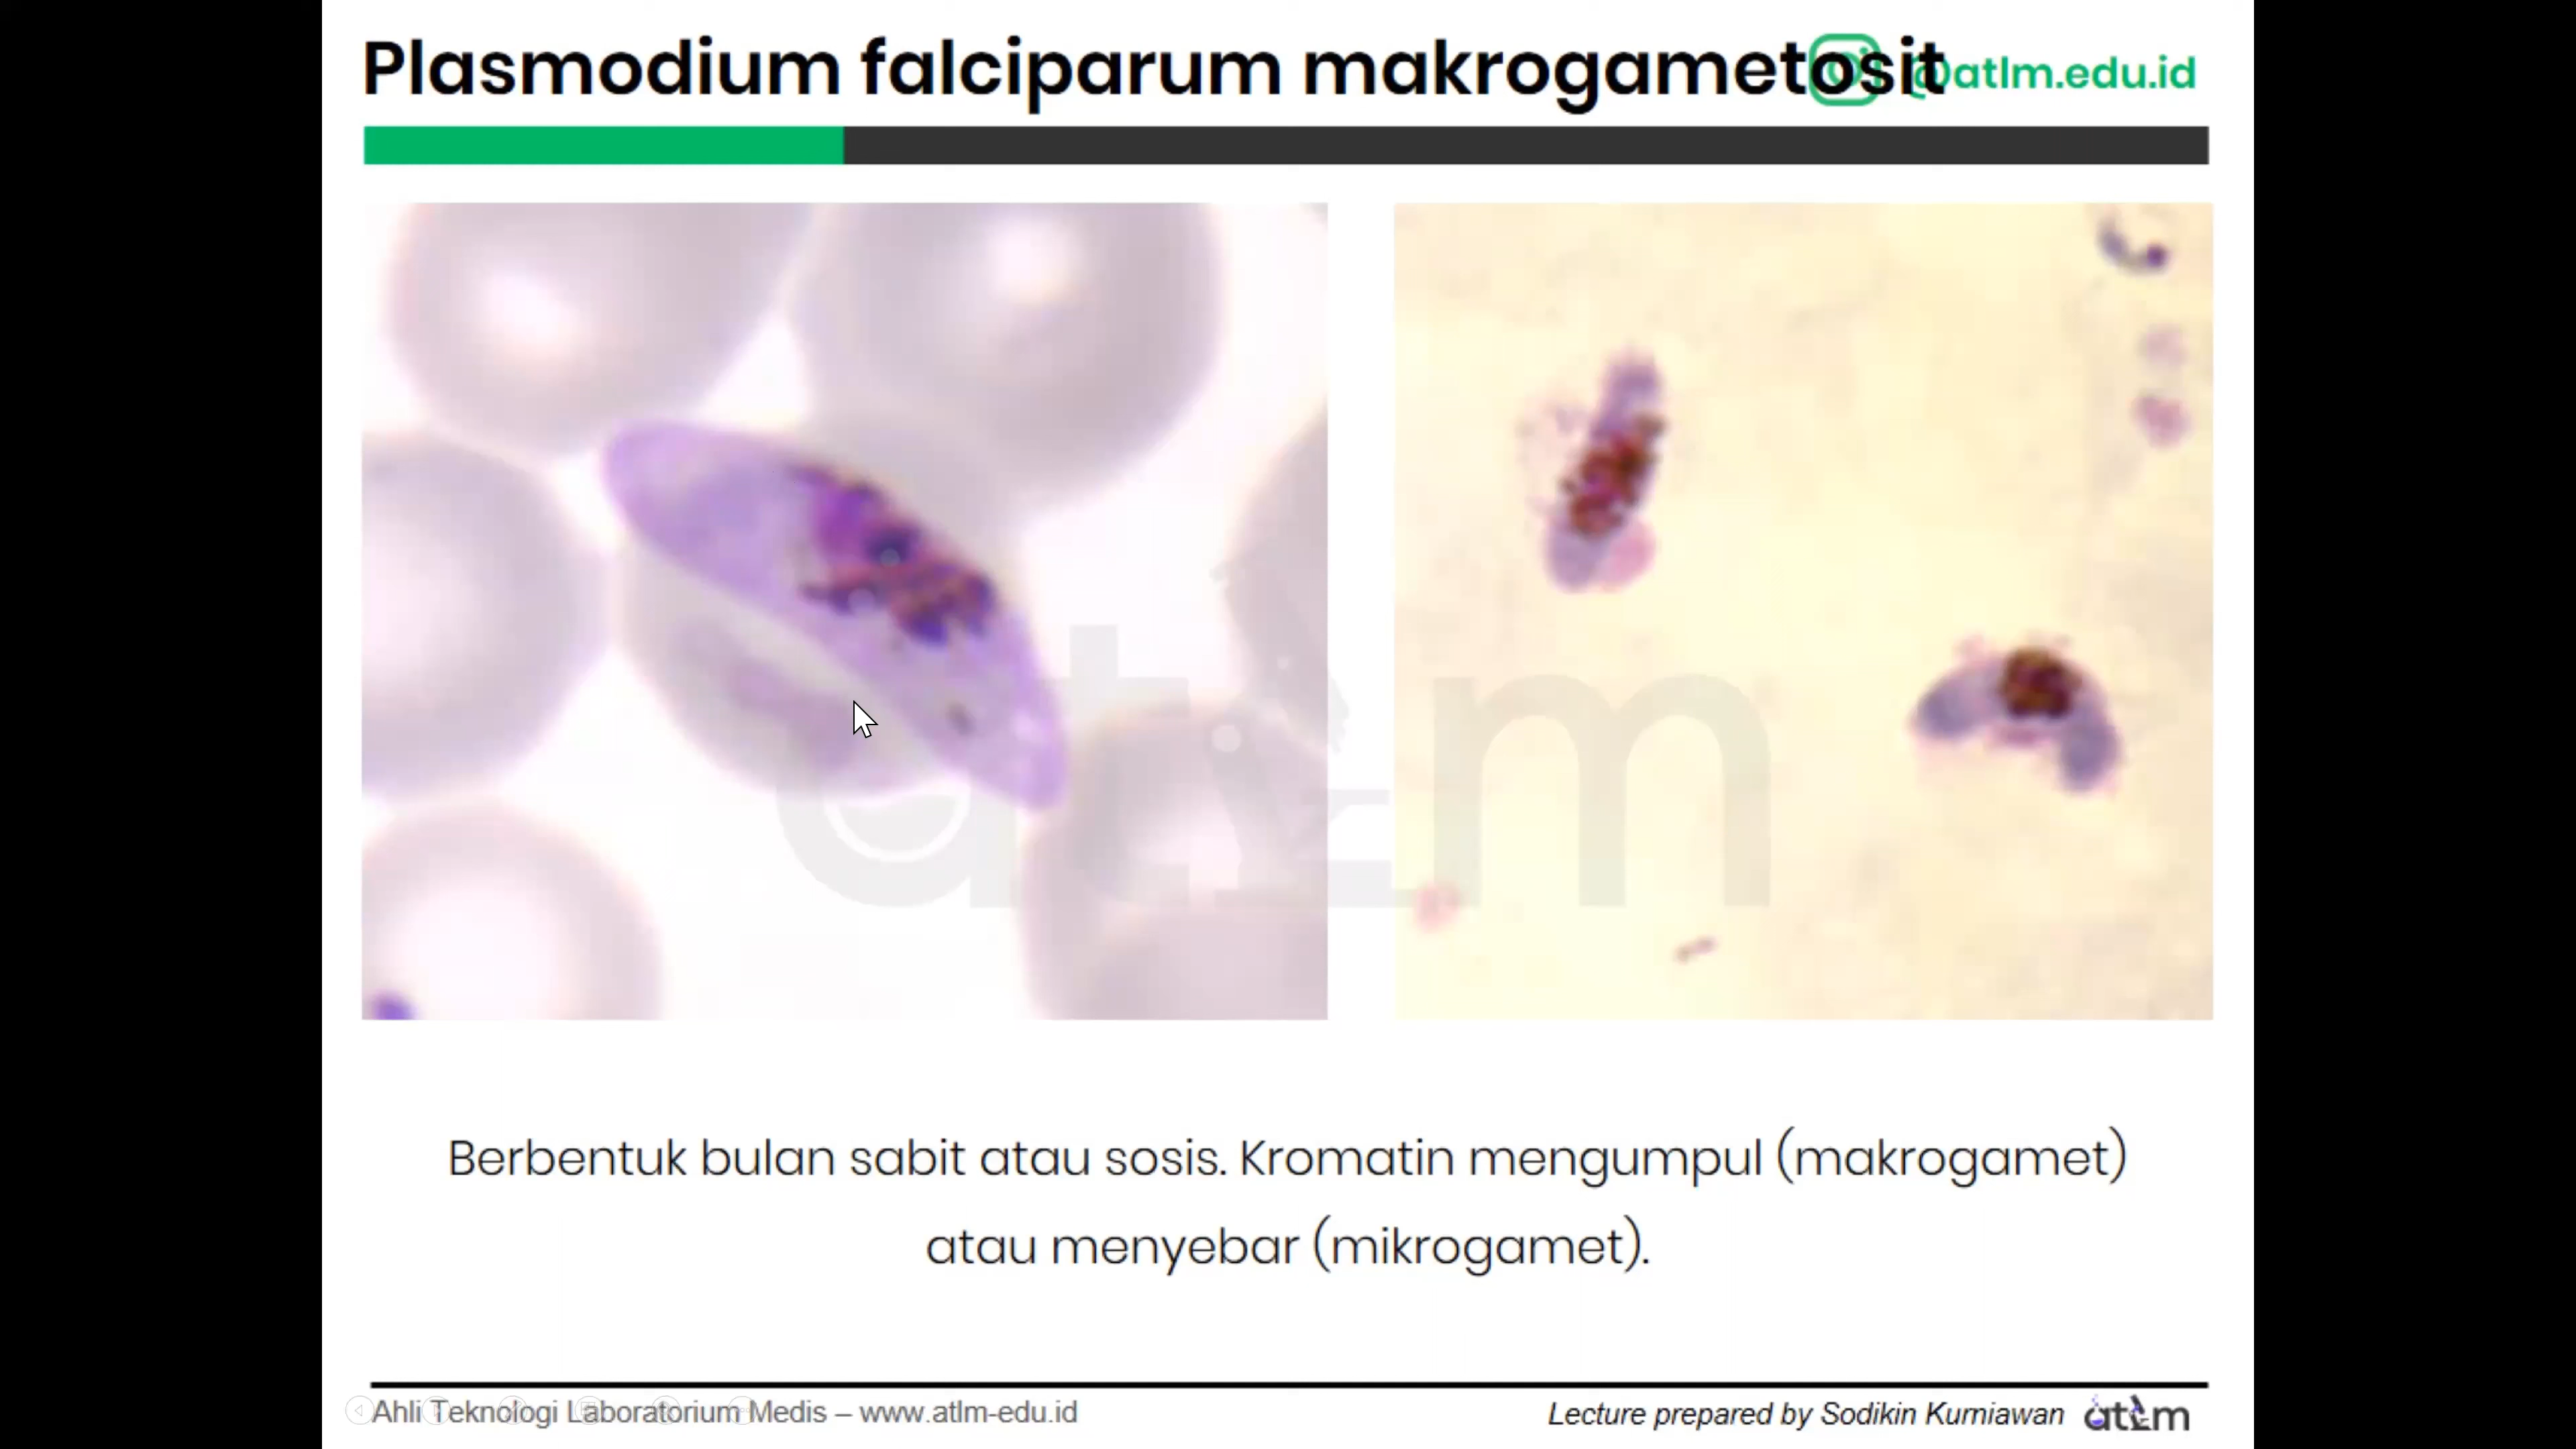 Plasmodium falciparum makrogametosit
@atlm.edu.id
atlm
Berbentuk bulan sabit atau sosis. Kromatin mengumpul (makrogamet)
atau menyebar (mikrogamet).
Ahli Teknologi Laboratorium Medis – www.atlm-edu.id
Lecture prepared by Sodikin Kurniawan
atlm